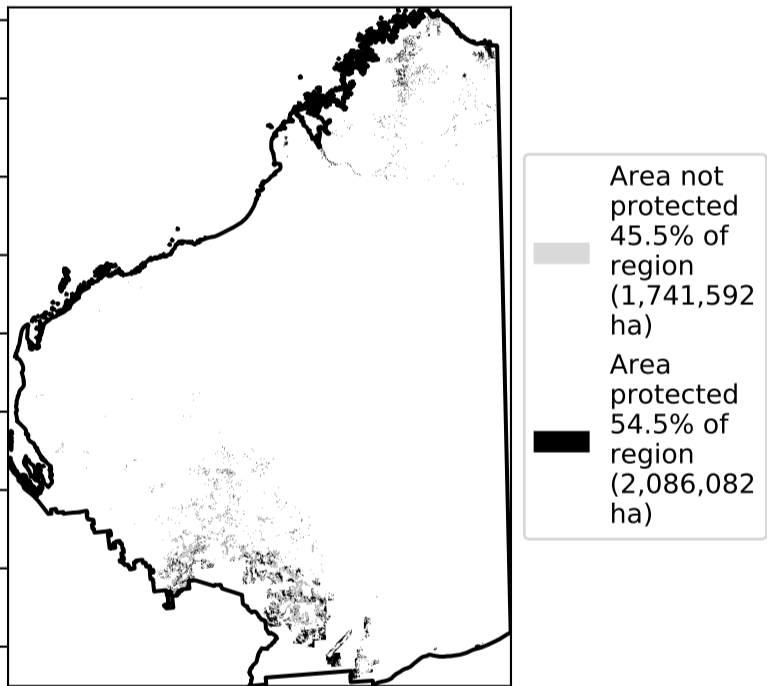 Area not
protected
45.5% of
region
(1,741,592
ha)
Area
protected
54.5% of
region
(2,086,082
ha)